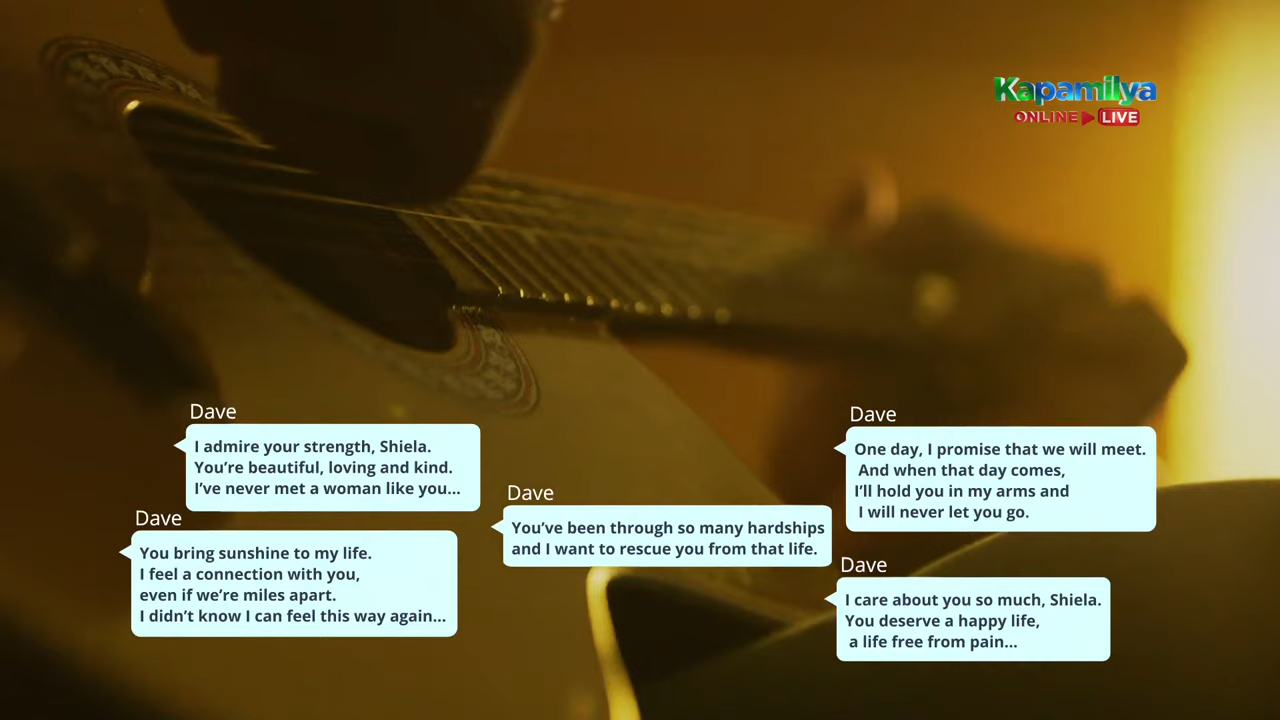 Kapamilya
ONLINE LIVE
Dave
I admire your strength, Shiela.
You're beautiful, loving and kind.
I've never met a woman like you...
Dave
You bring sunshine to my life.
I feel a connection with you,
even if we're miles apart.
I didn't know I can feel this way again...
Dave
You've been through so many hardships
and I want to rescue you from that life.
Dave
One day, I promise that we will meet.
And when that day comes,
I'll hold you in my arms and
I will never let you go.
Dave
I care about you so much, Shiela.
You deserve a happy life,
a life free from pain...